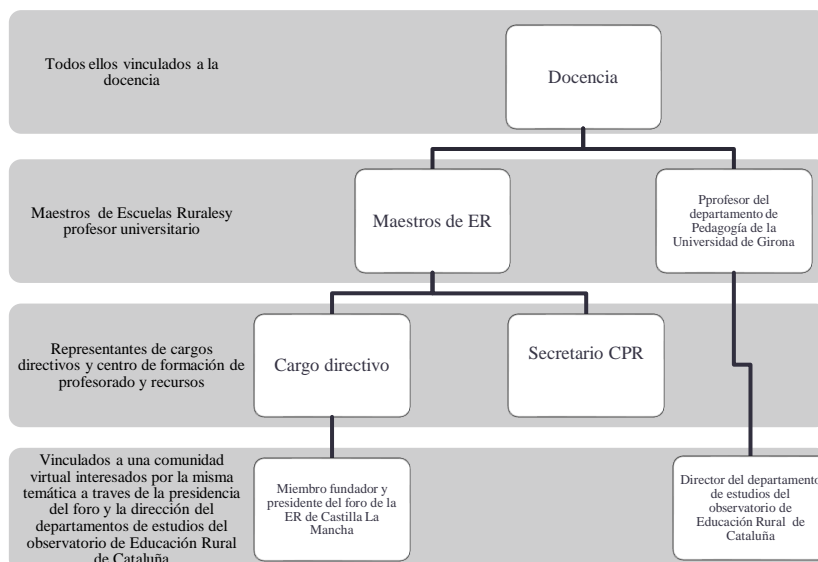 Todos ellos vinculados a la
docencia
Docencia
Maestros de Escuelas Ruralesy
profesor universitario
Maestros de ER
Pprofesor del
departamento de
Pedagogía de la
Universidad de Girona
Representantes de cargos
directivos y centro de formación de
profesorado y recursos
Cargo directivo
Secretario CPR
Vinculados a una comunidad
virtual interesados por la misma
temática a traves de la presidencia
del foro y la dirección del
departamentos de estudios del
observatorio de Educación Rural
de Cataluña
Miembro fundador y
presidente del foro de la
ER de Castilla La
Mancha
Director del departamento
de estudios del
observatorio de
Educación Rural de
Cataluña